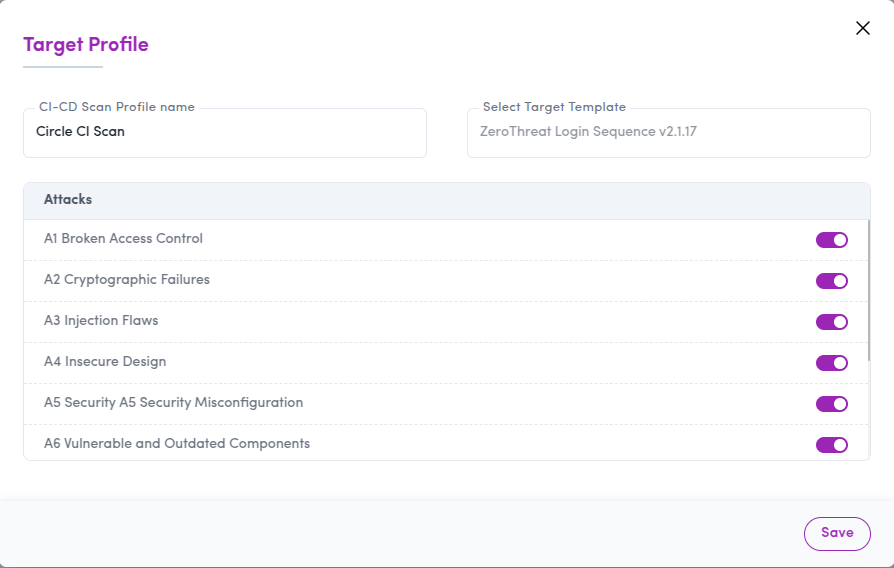 Target Profile
CI-CD Scan Profile name
Select Target Template
Circle CI Scan
ZeroThreat Login Sequence v2.1.17
Attacks
A1 Broken Access Control
A2 Cryptographic Failures
A3 Injection Flaws
A4 Insecure Design
A5 Security A5 Security Misconfiguration
A6 Vulnerable and Outdated Components
Save